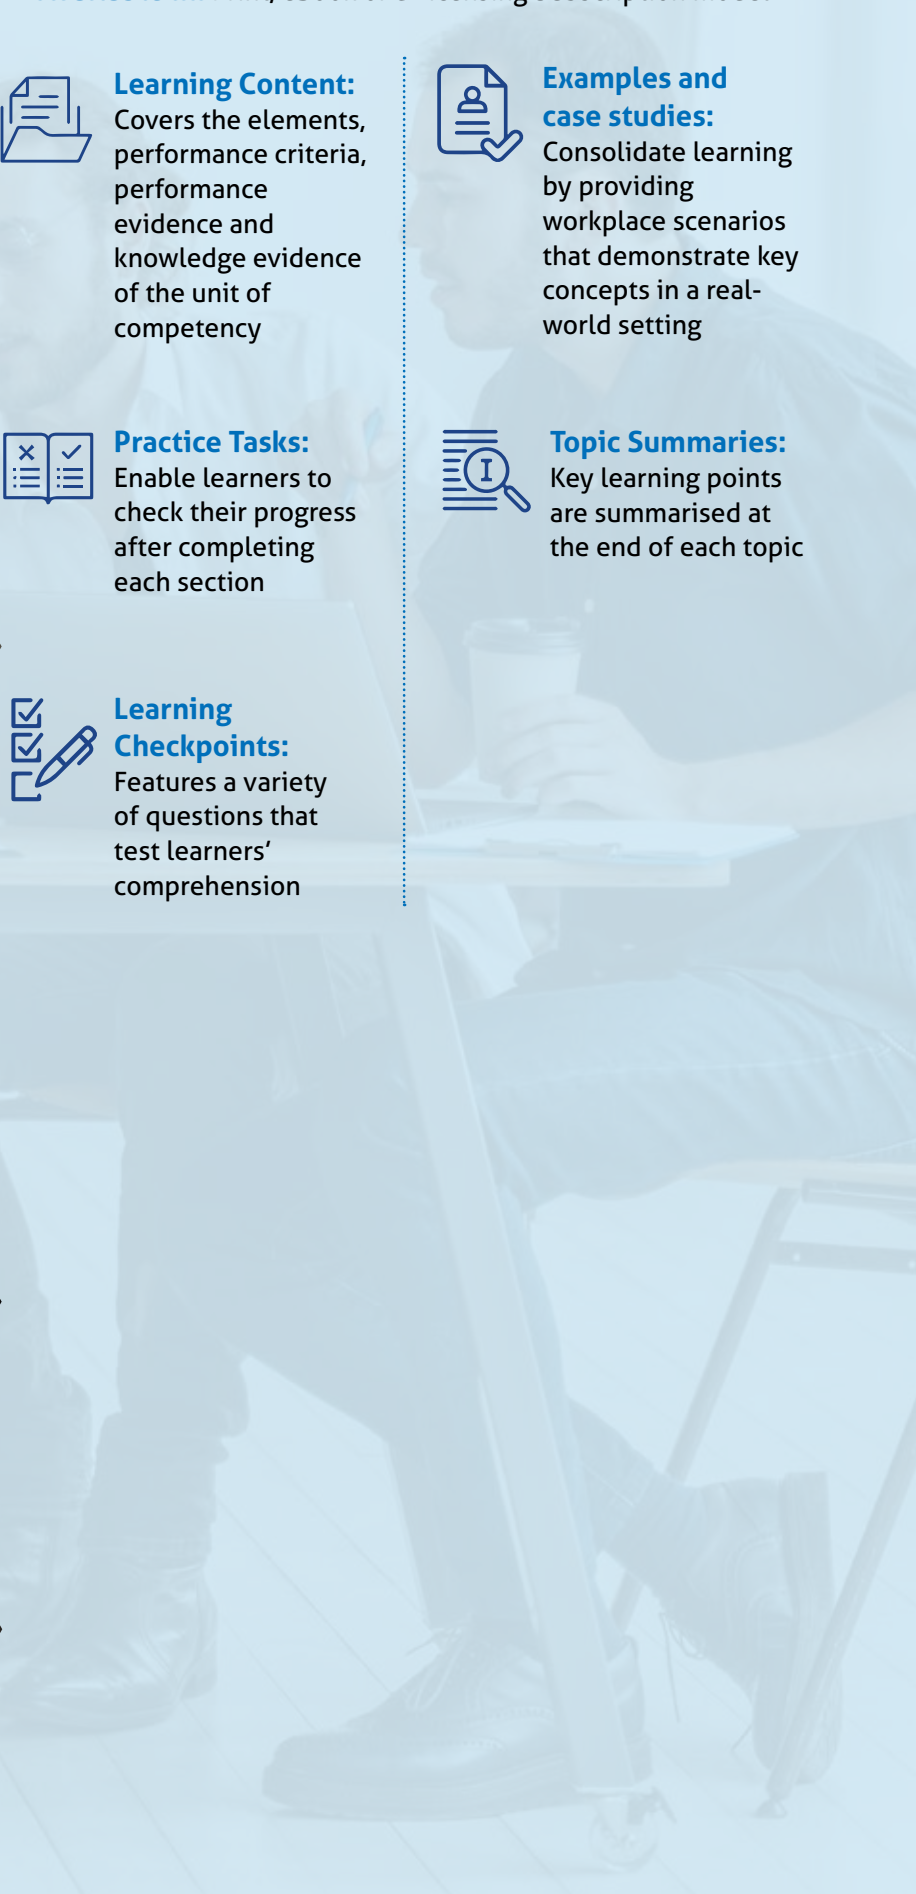 Learning Content:
Covers the elements,
performance criteria,
performance
evidence and
knowledge evidence
of the unit of
competency
Practice Tasks:
Enable learners to
check their progress
after completing
each section
Learning
Checkpoints:
Features a variety
of questions that
test learners’
comprehension
Examples and
case studies:
Consolidate learning
by providing
workplace scenarios
that demonstrate key
concepts in a real-
world setting
Topic Summaries:
Key learning points
are summarised at
the end of each topic